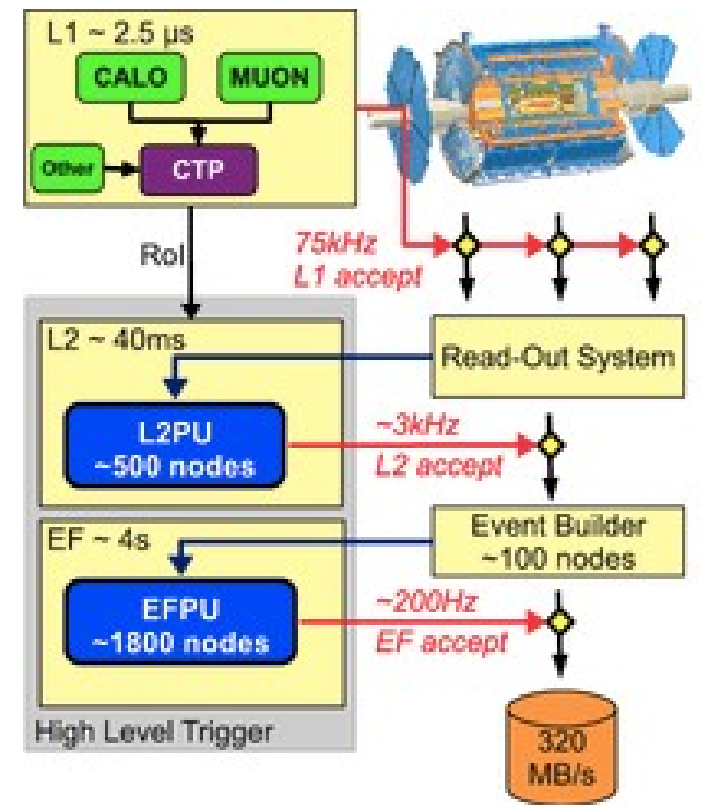 L1 ~ 2.5 µs
CALO
MUON
Other
CTP
RoI
75kHz
L1 accept
L2 ~ 40ms
Read-Out System
L2PU
~500 nodes
~3kHz
L2 accept
EF ~ 4s
Event Builder
~100 nodes
EFPU
~1800 nodes
~200Hz
EF accept
High Level Trigger
320
MB/s